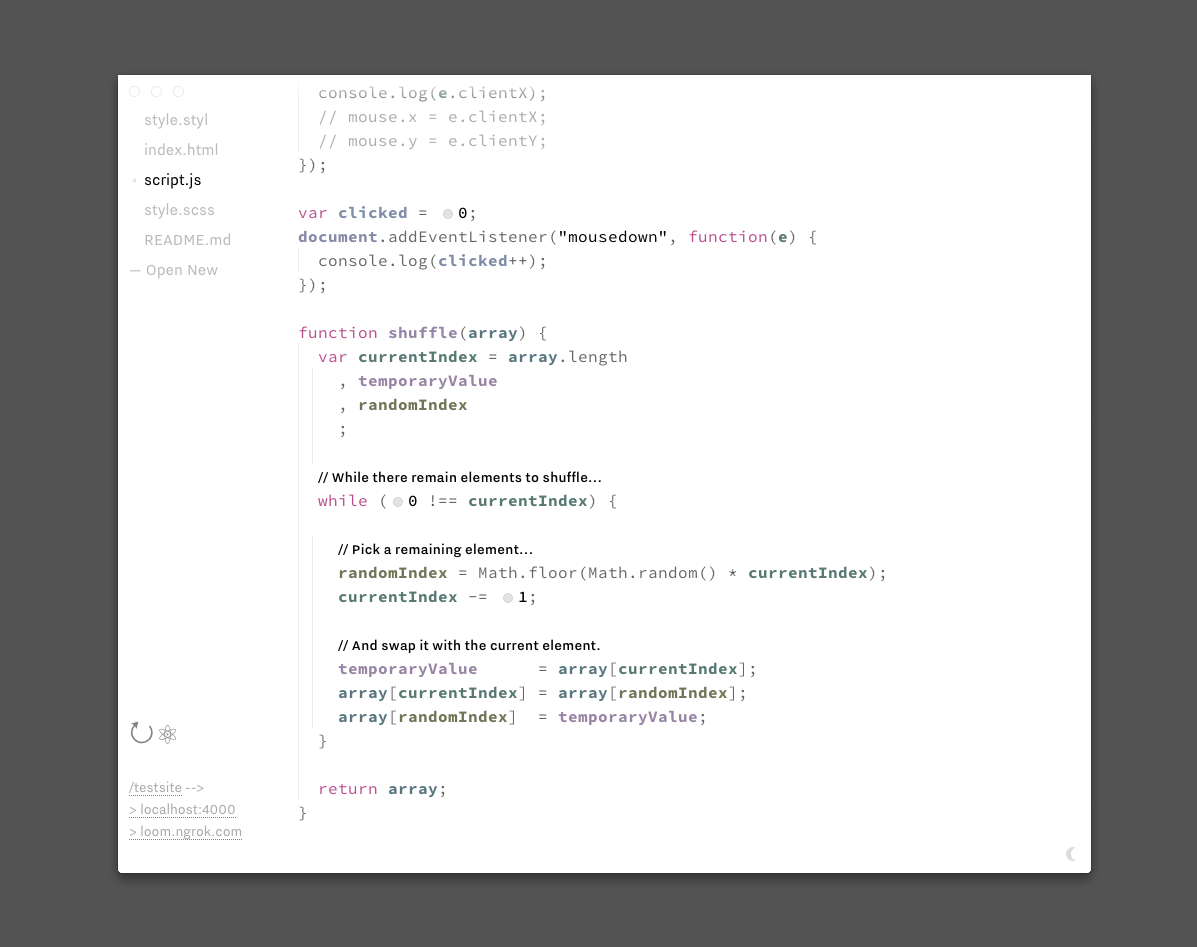 style.styl
index.html
script.js
style.scss
README.md
— Open New
/testsite -->
> localhost:4000
> loom.ngrok.com
console.log(e.clientX);
// mouse.x = e.clientX;
// mouse.y = e.clientY;
});
var clicked = 0;
document.addEventListener("mousedown", function(e) {
console.log(clicked++);
});
function shuffle(array) {
var currentIndex = array.length
, temporaryValue
, randomIndex
;
// While there remain elements to shuffle...
while (0 !== currentIndex) {
// Pick a remaining element...
randomIndex = Math.floor(Math.random() * currentIndex);
currentIndex -= 1;
// And swap it with the current element.
temporaryValue = array[currentIndex];
array[currentIndex] = array[randomIndex];
array[randomIndex] = temporaryValue;
}
return array;
}